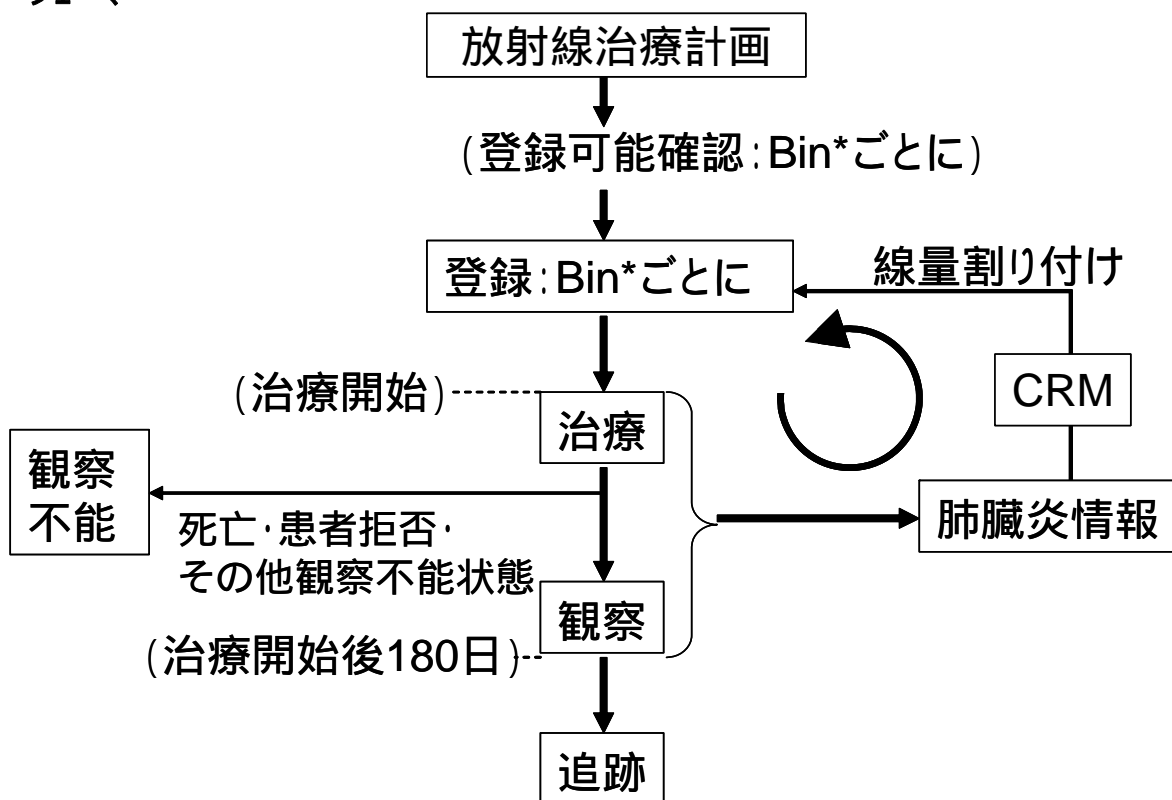 放射線治療計画
(登録可能確認:Bin*ごとに)
登録:Bin*ごとに
線量割り付け
(治療開始)
治療
CRM
観察
不能
死亡・患者拒否・
その他観察不能状態
肺臓炎情報
観察
(治療開始後180日)
追跡